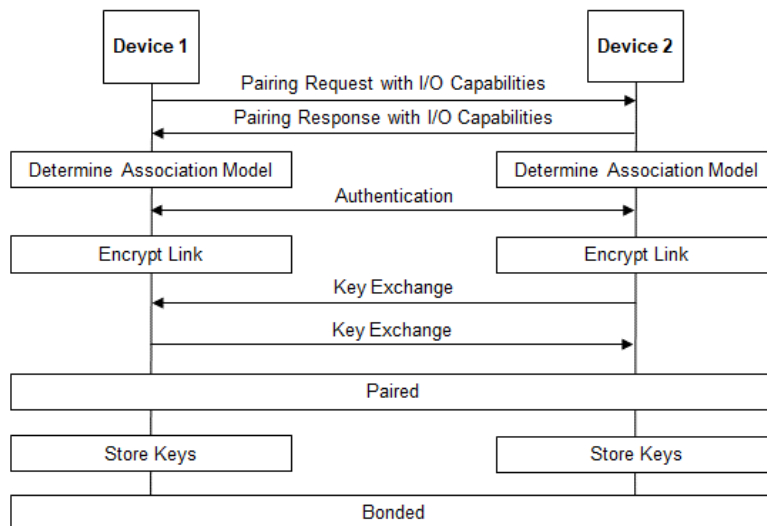 Device 1
Device 2
Pairing Request with I/O Capabilities
Pairing Response with I/O Capabilities
Determine Association Model
Determine Association Model
Authentication
Encrypt Link
Encrypt Link
Key Exchange
Key Exchange
Paired
Store Keys
Store Keys
Bonded